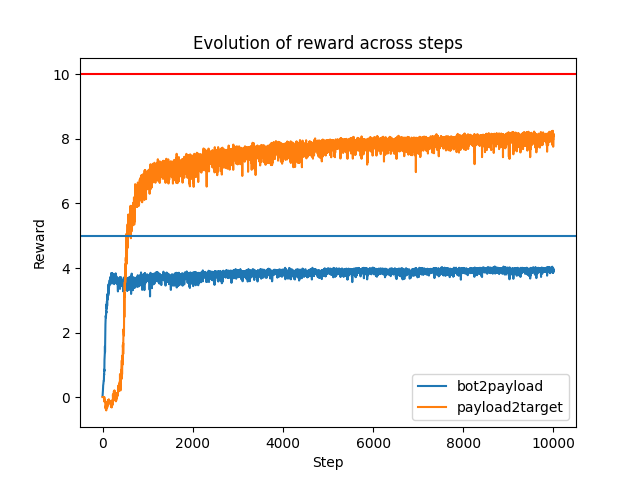 Evolution of reward across steps
Reward
10
8
6
4
2
0
0 2000 4000 6000 8000 10000
Step
bot2payload
payload2target